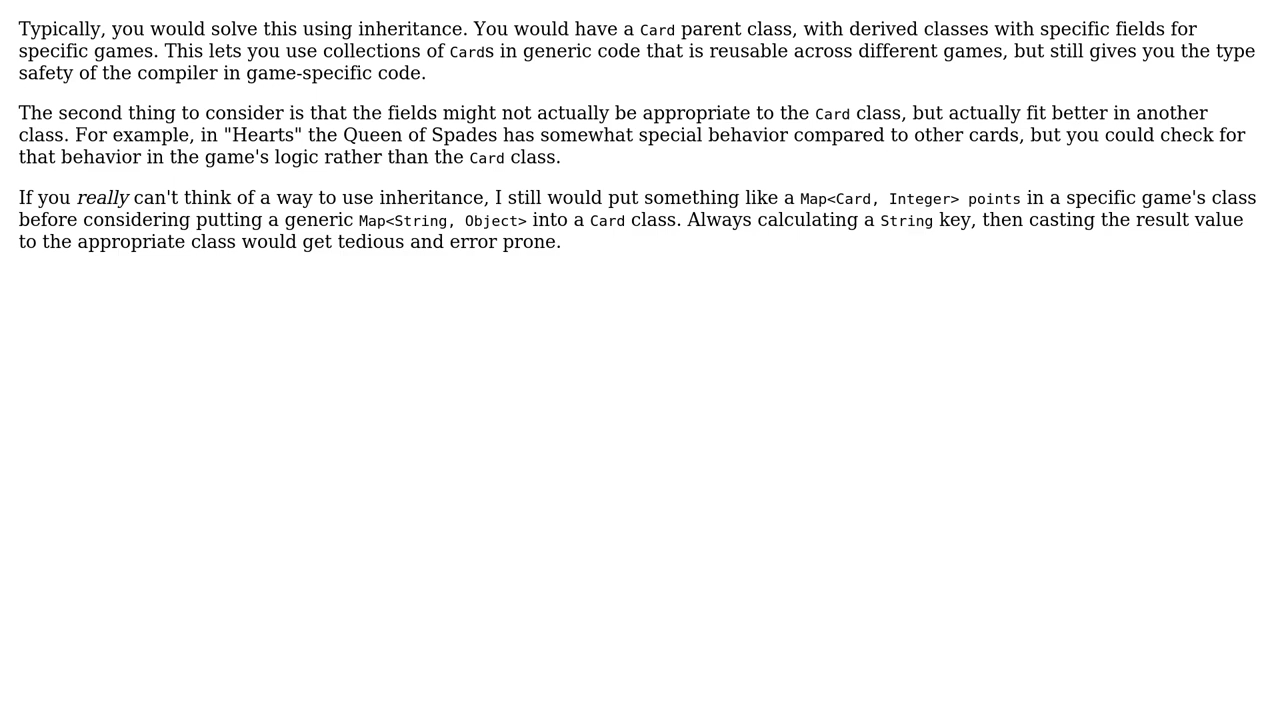 Typically, you would solve this using inheritance. You would have a Card parent class, with derived classes with specific fields for
specific games. This lets you use collections of Cards in generic code that is reusable across different games, but still gives you the type
safety of the compiler in game-specific code.
The second thing to consider is that the fields might not actually be appropriate to the Card class, but actually fit better in another
class. For example, in "Hearts" the Queen of Spades has somewhat special behavior compared to other cards, but you could check for
that behavior in the game's logic rather than the Card class.
If you really can't think of a way to use inheritance, I still would put something like a Map<Card, Integer> points in a specific game's class
before considering putting a generic Map<String, Object> into a Card class. Always calculating a String key, then casting the result value
to the appropriate class would get tedious and error prone.